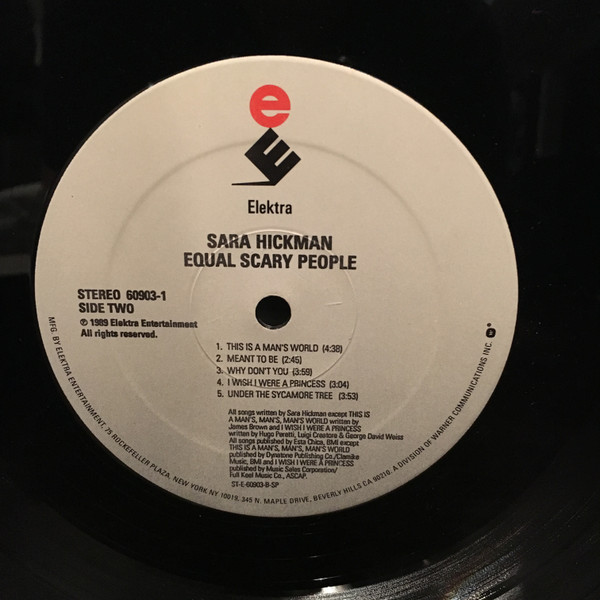 e
E
Elektra
SARA HICKMAN
EQUAL SCARY PEOPLE
STEREO 60903-1
SIDE TWO
℗ 1989 Elektra Entertainment
All rights reserved.
1. THIS IS A MAN'S WORLD (4:38)
2. MEANT TO BE (2:45)
3. WHY DON'T YOU (3:59)
4. I WISH I WERE A PRINCESS (3:04)
5. UNDER THE SYCAMORE TREE (3:53)
All songs written by Sara Hickman except THIS IS
A MAN'S, MAN'S, MAN'S WORLD written by
James Brown and I WISH I WERE A PRINCESS
written by Hugo Peretti, Luigi Creatore & George David Weiss
All songs published by Esta Chica, BMI except
THIS IS A MAN'S, MAN'S, MAN'S WORLD
published by Dynatone Publishing Co./Clamike
Music, BMI and I WISH I WERE A PRINCESS
published by Music Sales Corporation/
Full Keel Music Co., ASCAP.
ST-E-60903-B-SP
MFG. BY ELEKTRA ENTERTAINMENT, 75 ROCKEFELLER PLAZA, NEW YORK NY 10019. 345 N. MAPLE DRIVE, BEVERLY HILLS CA 90210. A DIVISION OF WARNER COMMUNICATIONS INC.